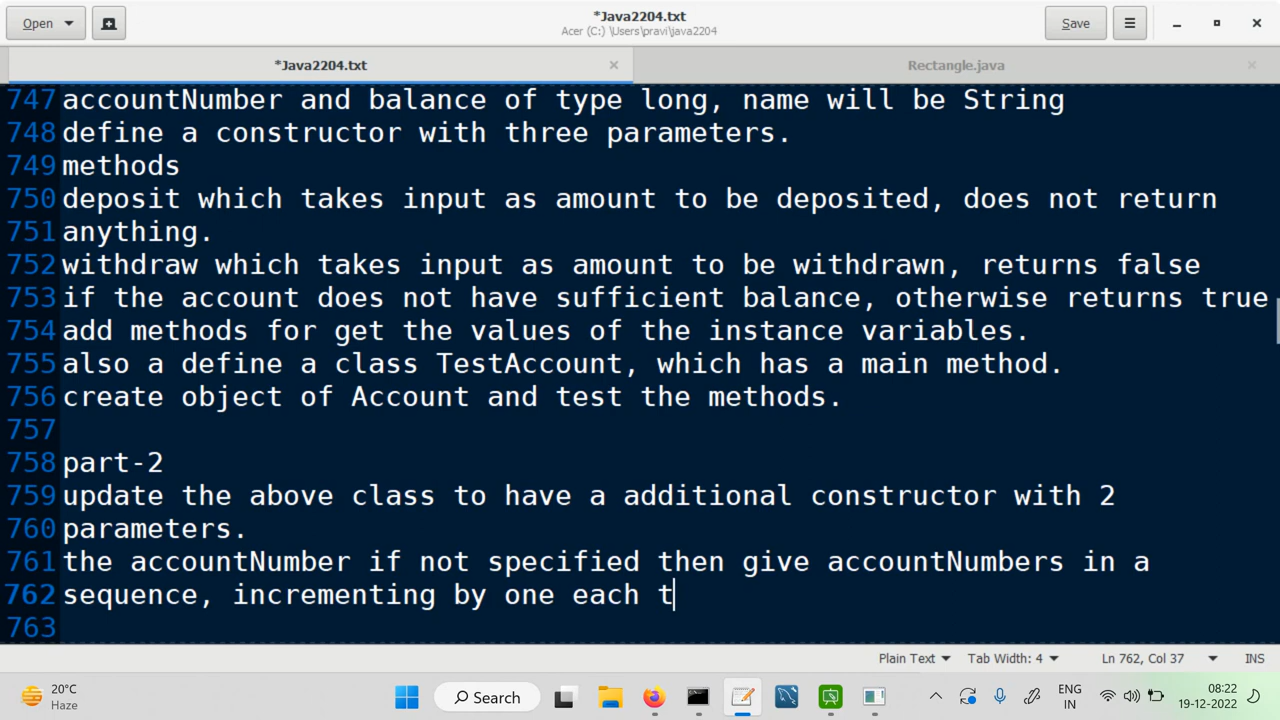 Open
*Java2204.txt
Acer (C:) \Users\pravi\java2204
Save
*Java2204.txt
Rectangle.java
747 accountNumber and balance of type long, name will be String
748 define a constructor with three parameters.
749 methods
750 deposit which takes input as amount to be deposited, does not return
751 anything.
752 withdraw which takes input as amount to be withdrawn, returns false
753 if the account does not have sufficient balance, otherwise returns true
754 add methods for get the values of the instance variables.
755 also a define a class TestAccount, which has a main method.
756 create object of Account and test the methods.
757
758 part-2
759 update the above class to have a additional constructor with 2
760 parameters.
761 the accountNumber if not specified then give accountNumbers in a
762 sequence, incrementing by one each t
763
Plain Text Tab Width: 4 Ln 762, Col 37 INS
20°C
Haze
Search
ENG
IN
08:22
19-12-2022